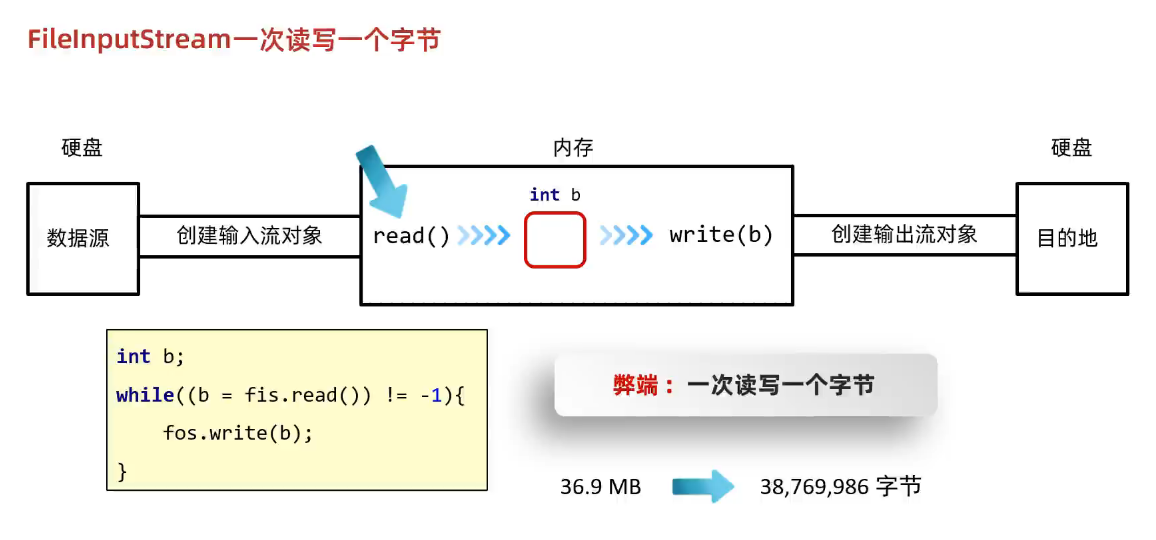 FileInputStream一次读写一个字节
硬盘
内存
硬盘
int b
数据源
创建输入流对象
read()
write(b)
创建输出流对象
目的地
int b;
while((b = fis.read()) != -1){
    fos.write(b);
}
弊端：一次读写一个字节
36.9 MB
38,769,986 字节